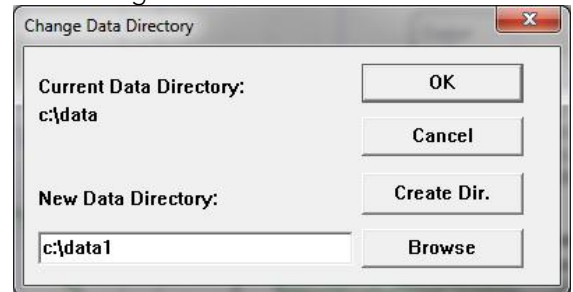 Change Data Directory
Current Data Directory:
c:\data
OK
Cancel
New Data Directory:
Create Dir.
c:\data1
Browse